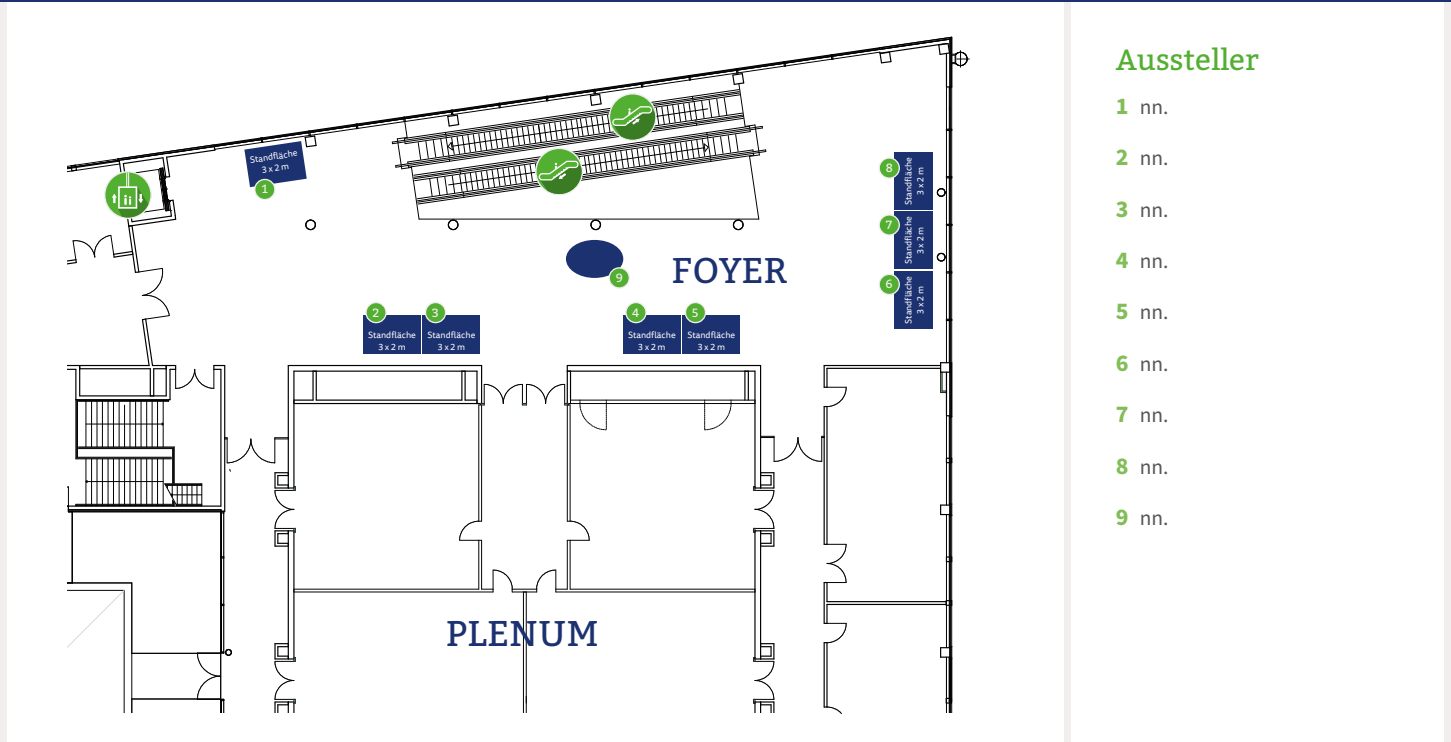 Standfläche
3 x 2 m
1
8
Standfläche
3 x 2 m
7
Standfläche
3 x 2 m
6
Standfläche
3 x 2 m
9
FOYER
2
Standfläche
3 x 2 m
3
Standfläche
3 x 2 m
4
Standfläche
3 x 2 m
5
Standfläche
3 x 2 m
PLENUM
Aussteller
1 nn.
2 nn.
3 nn.
4 nn.
5 nn.
6 nn.
7 nn.
8 nn.
9 nn.